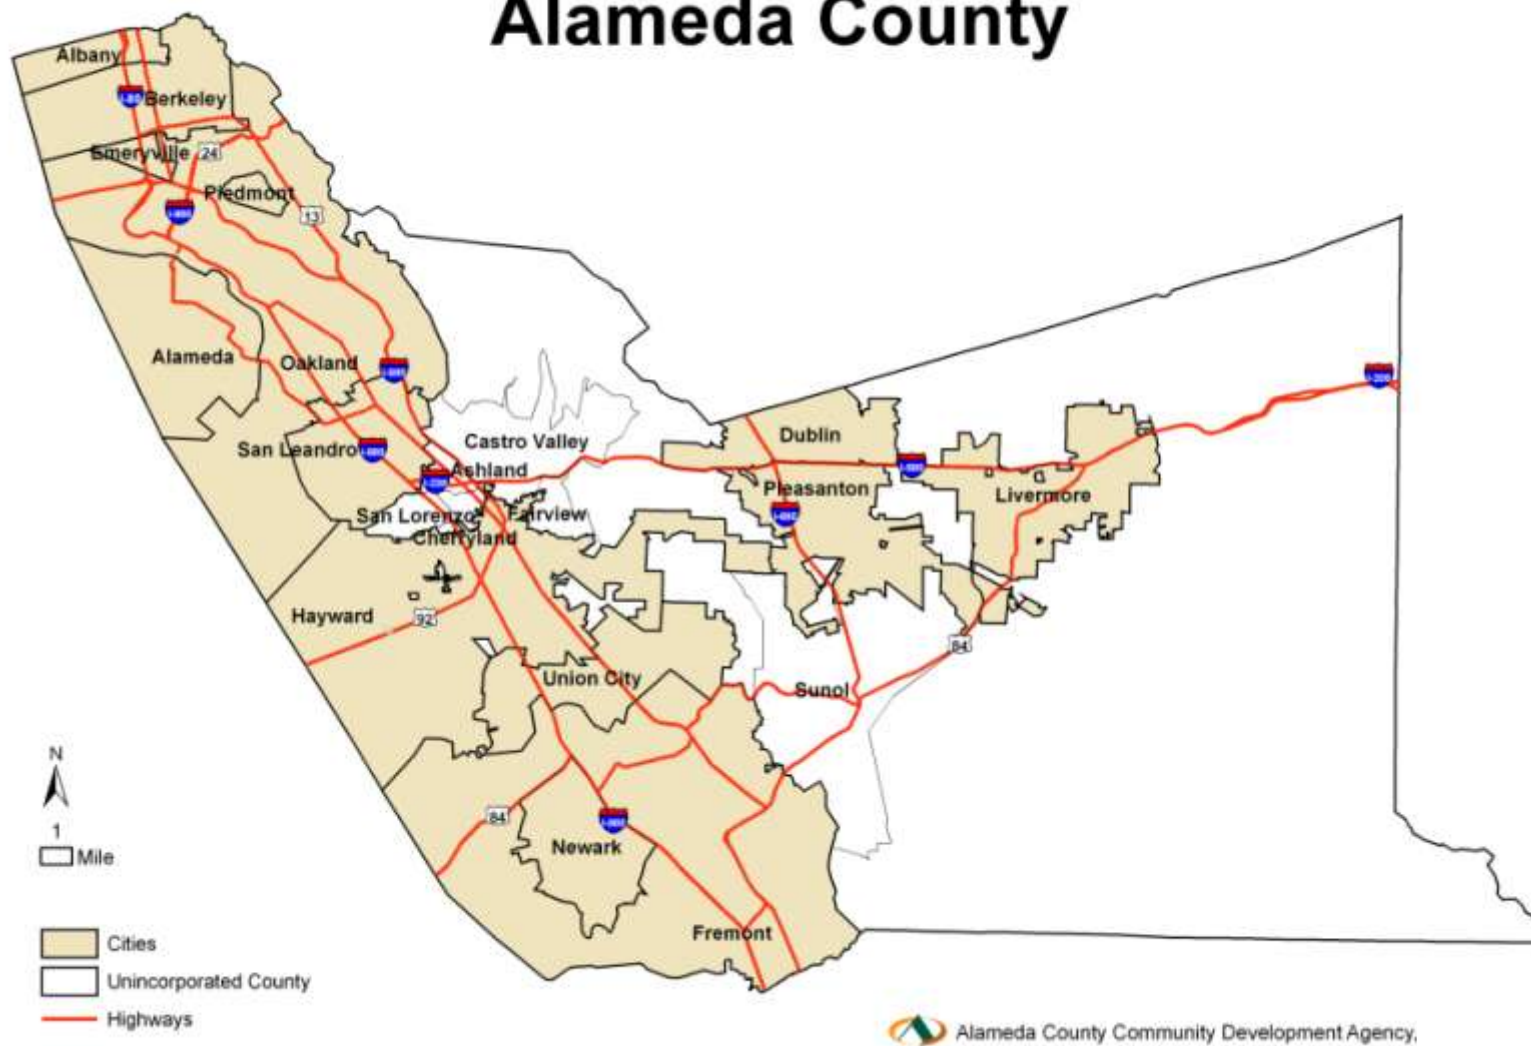 Alameda County
Albany
I-80
Berkeley
Emeryville
24
Piedmont
13
Alameda
Oakland
San Leandro
Castro Valley
Ashland
Dublin
Pleasanton
Livermore
San Lorenzo
Fairview
Cherryland
Hayward
92
84
Union City
Sunol
N
1
Mile
84
Newark
Fremont
Cities
Unincorporated County
Highways
Alameda County Community Development Agency,